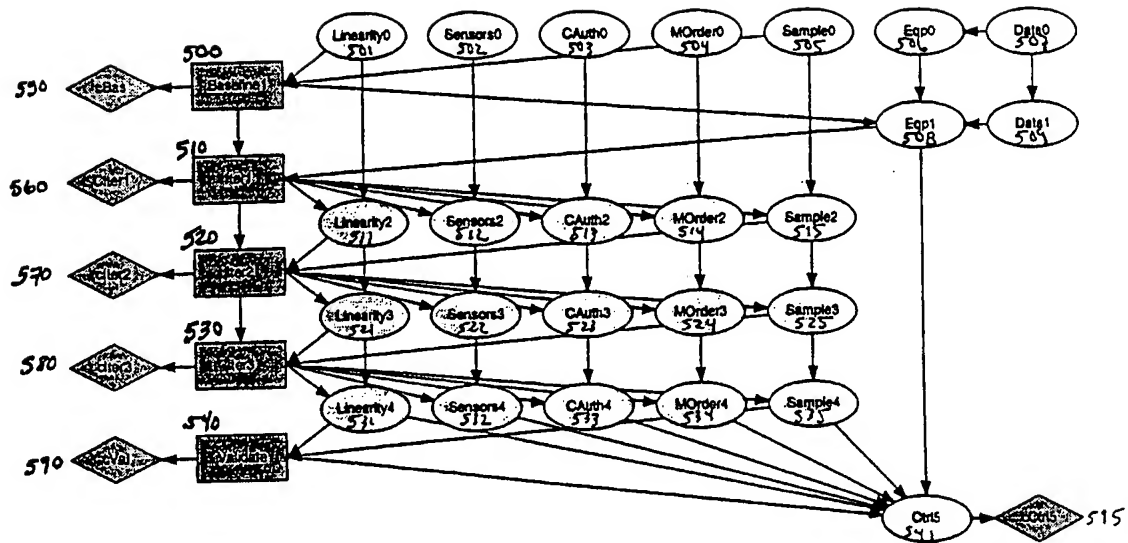 Linearity0 Sensors0 CAuth0 MOrder0 Sample0 Eqp0 Data0
501 502 503 504 505 506 507
500
590 Baseline1
Eqp1 Data1
508 509
510
560
Linearity2 Sensors2 CAuth2 MOrder2 Sample2
511 512 513 514 515
520
570
Linearity3 Sensors3 CAuth3 MOrder3 Sample3
521 522 523 524 525
530
580
Linearity4 Sensors4 CAuth4 MOrder4 Sample4
531 532 533 534 535
540
590 Validate
Ctrl5
541
595